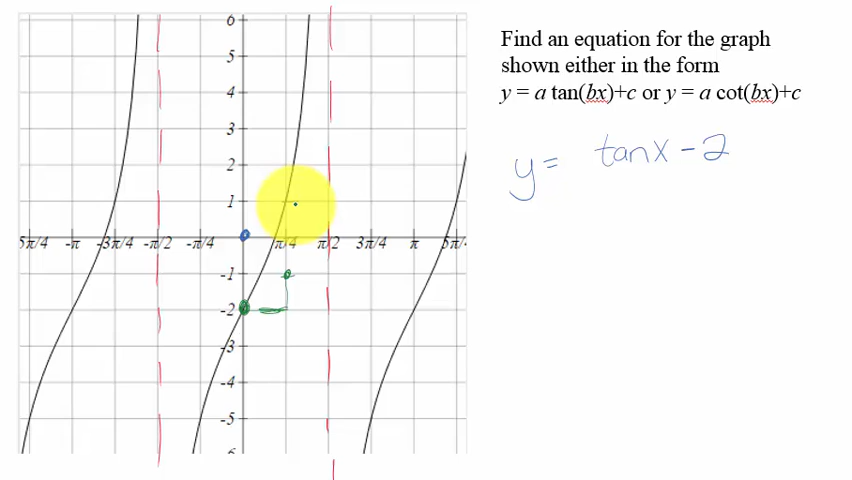 Find an equation for the graph
shown either in the form
y = a tan(bx)+c or y = a cot(bx)+c
y = tanx - 2
6
5
4
3
2
1
5π/4 -π -3π/4 -π/2 -π/4 π/4 π/2 3π/4 π 5π/4
-1
-2
-3
-4
-5